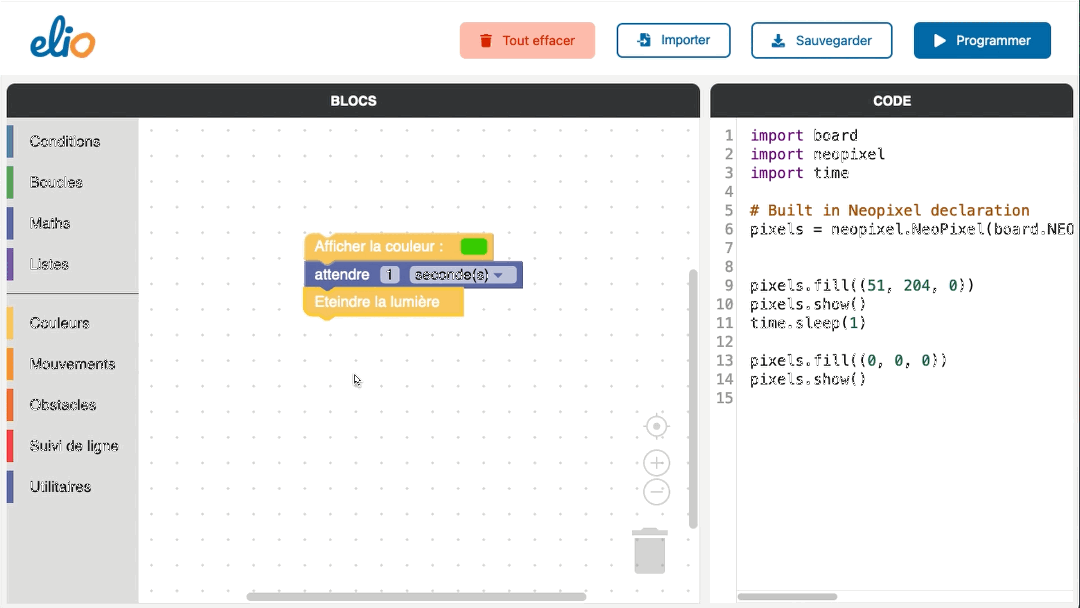 elio
Tout effacer
Importer
Sauvegarder
Programmer
BLOCS
CODE
Conditions
Boucles
Maths
Listes
Couleurs
Mouvements
Obstacles
Suivi de ligne
Utilitaires
Afficher la couleur :
attendre 1 seconde(s)
Eteindre la lumière
1 import board
2 import neopixel
3 import time
4
5 # Built in Neopixel declaration
6 pixels = neopixel.NeoPixel(board.NEO
7
8
9 pixels.fill((51, 204, 0))
10 pixels.show()
11 time.sleep(1)
12
13 pixels.fill((0, 0, 0))
14 pixels.show()
15